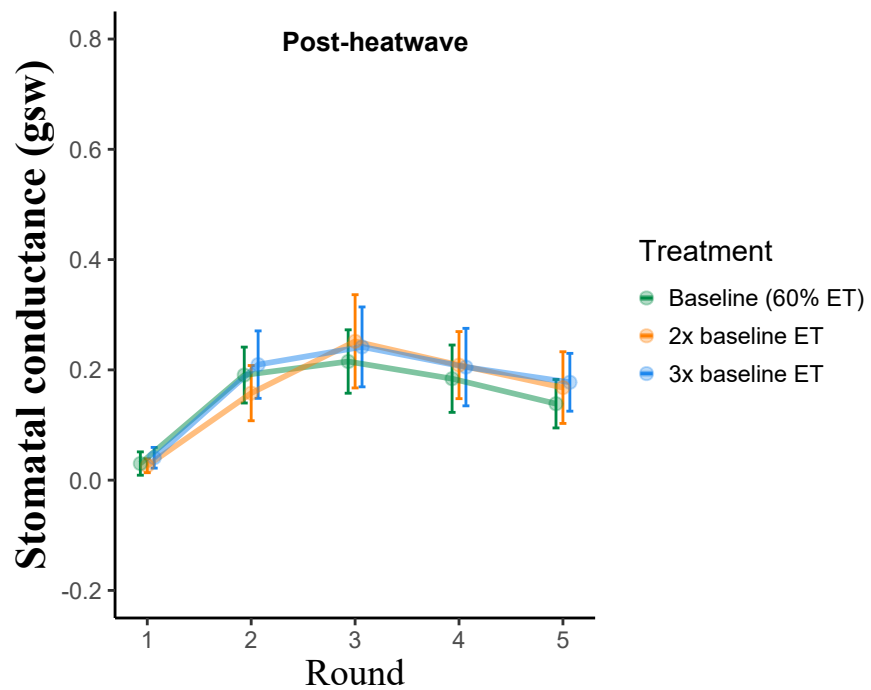 Post-heatwave
Stomatal conductance (gsw)
0.8
0.6
0.4
0.2
0.0
-0.2
1 2 3 4 5
Round
Treatment
Baseline (60% ET)
2x baseline ET
3x baseline ET